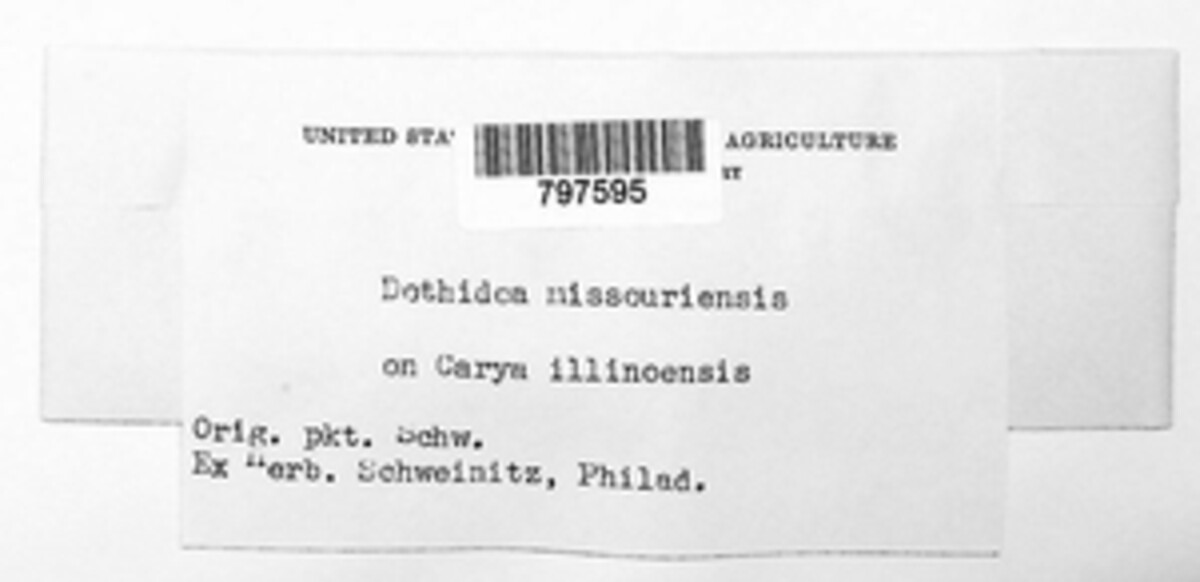 UNITED STA AGRICULTURE
797595
Dothidea missouriensis
on Carya illinoensis
Orig. pkt. Schw.
Ex Herb. Schweinitz, Philad.